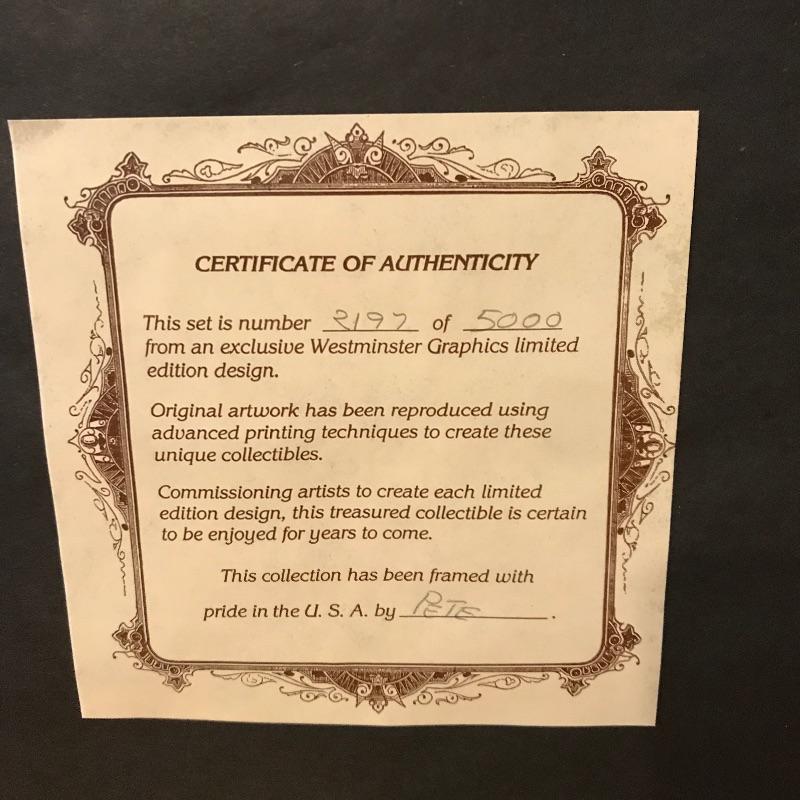 CERTIFICATE OF AUTHENTICITY
This set is number 2197 of 5000
from an exclusive Westminster Graphics limited
edition design.
Original artwork has been reproduced using
advanced printing techniques to create these
unique collectibles.
Commissioning artists to create each limited
edition design, this treasured collectible is certain
to be enjoyed for years to come.
This collection has been framed with
pride in the U. S. A. by PETE.